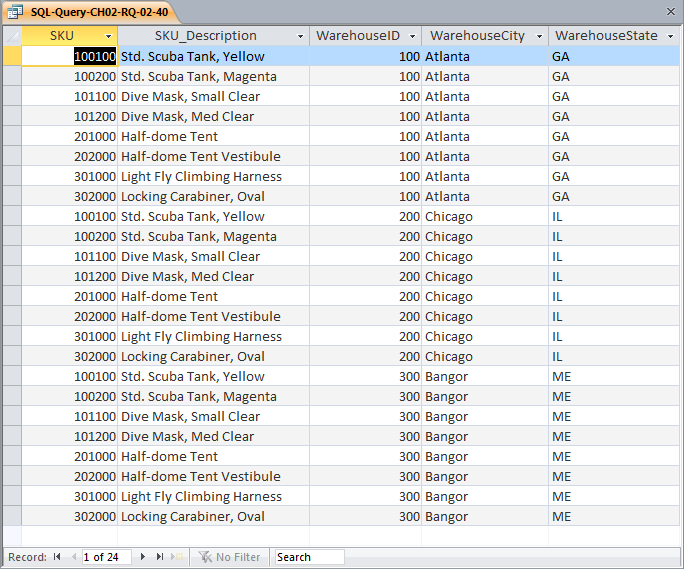 SQL-Query-CH02-RQ-02-40
SKU SKU_Description WarehouseID WarehouseCity WarehouseState
100100 Std. Scuba Tank, Yellow 100 Atlanta GA
100200 Std. Scuba Tank, Magenta 100 Atlanta GA
101100 Dive Mask, Small Clear 100 Atlanta GA
101200 Dive Mask, Med Clear 100 Atlanta GA
201000 Half-dome Tent 100 Atlanta GA
202000 Half-dome Tent Vestibule 100 Atlanta GA
301000 Light Fly Climbing Harness 100 Atlanta GA
302000 Locking Carabiner, Oval 100 Atlanta GA
100100 Std. Scuba Tank, Yellow 200 Chicago IL
100200 Std. Scuba Tank, Magenta 200 Chicago IL
101100 Dive Mask, Small Clear 200 Chicago IL
101200 Dive Mask, Med Clear 200 Chicago IL
201000 Half-dome Tent 200 Chicago IL
202000 Half-dome Tent Vestibule 200 Chicago IL
301000 Light Fly Climbing Harness 200 Chicago IL
302000 Locking Carabiner, Oval 200 Chicago IL
100100 Std. Scuba Tank, Yellow 300 Bangor ME
100200 Std. Scuba Tank, Magenta 300 Bangor ME
101100 Dive Mask, Small Clear 300 Bangor ME
101200 Dive Mask, Med Clear 300 Bangor ME
201000 Half-dome Tent 300 Bangor ME
202000 Half-dome Tent Vestibule 300 Bangor ME
301000 Light Fly Climbing Harness 300 Bangor ME
302000 Locking Carabiner, Oval 300 Bangor ME
Record: 1 of 24 No Filter Search